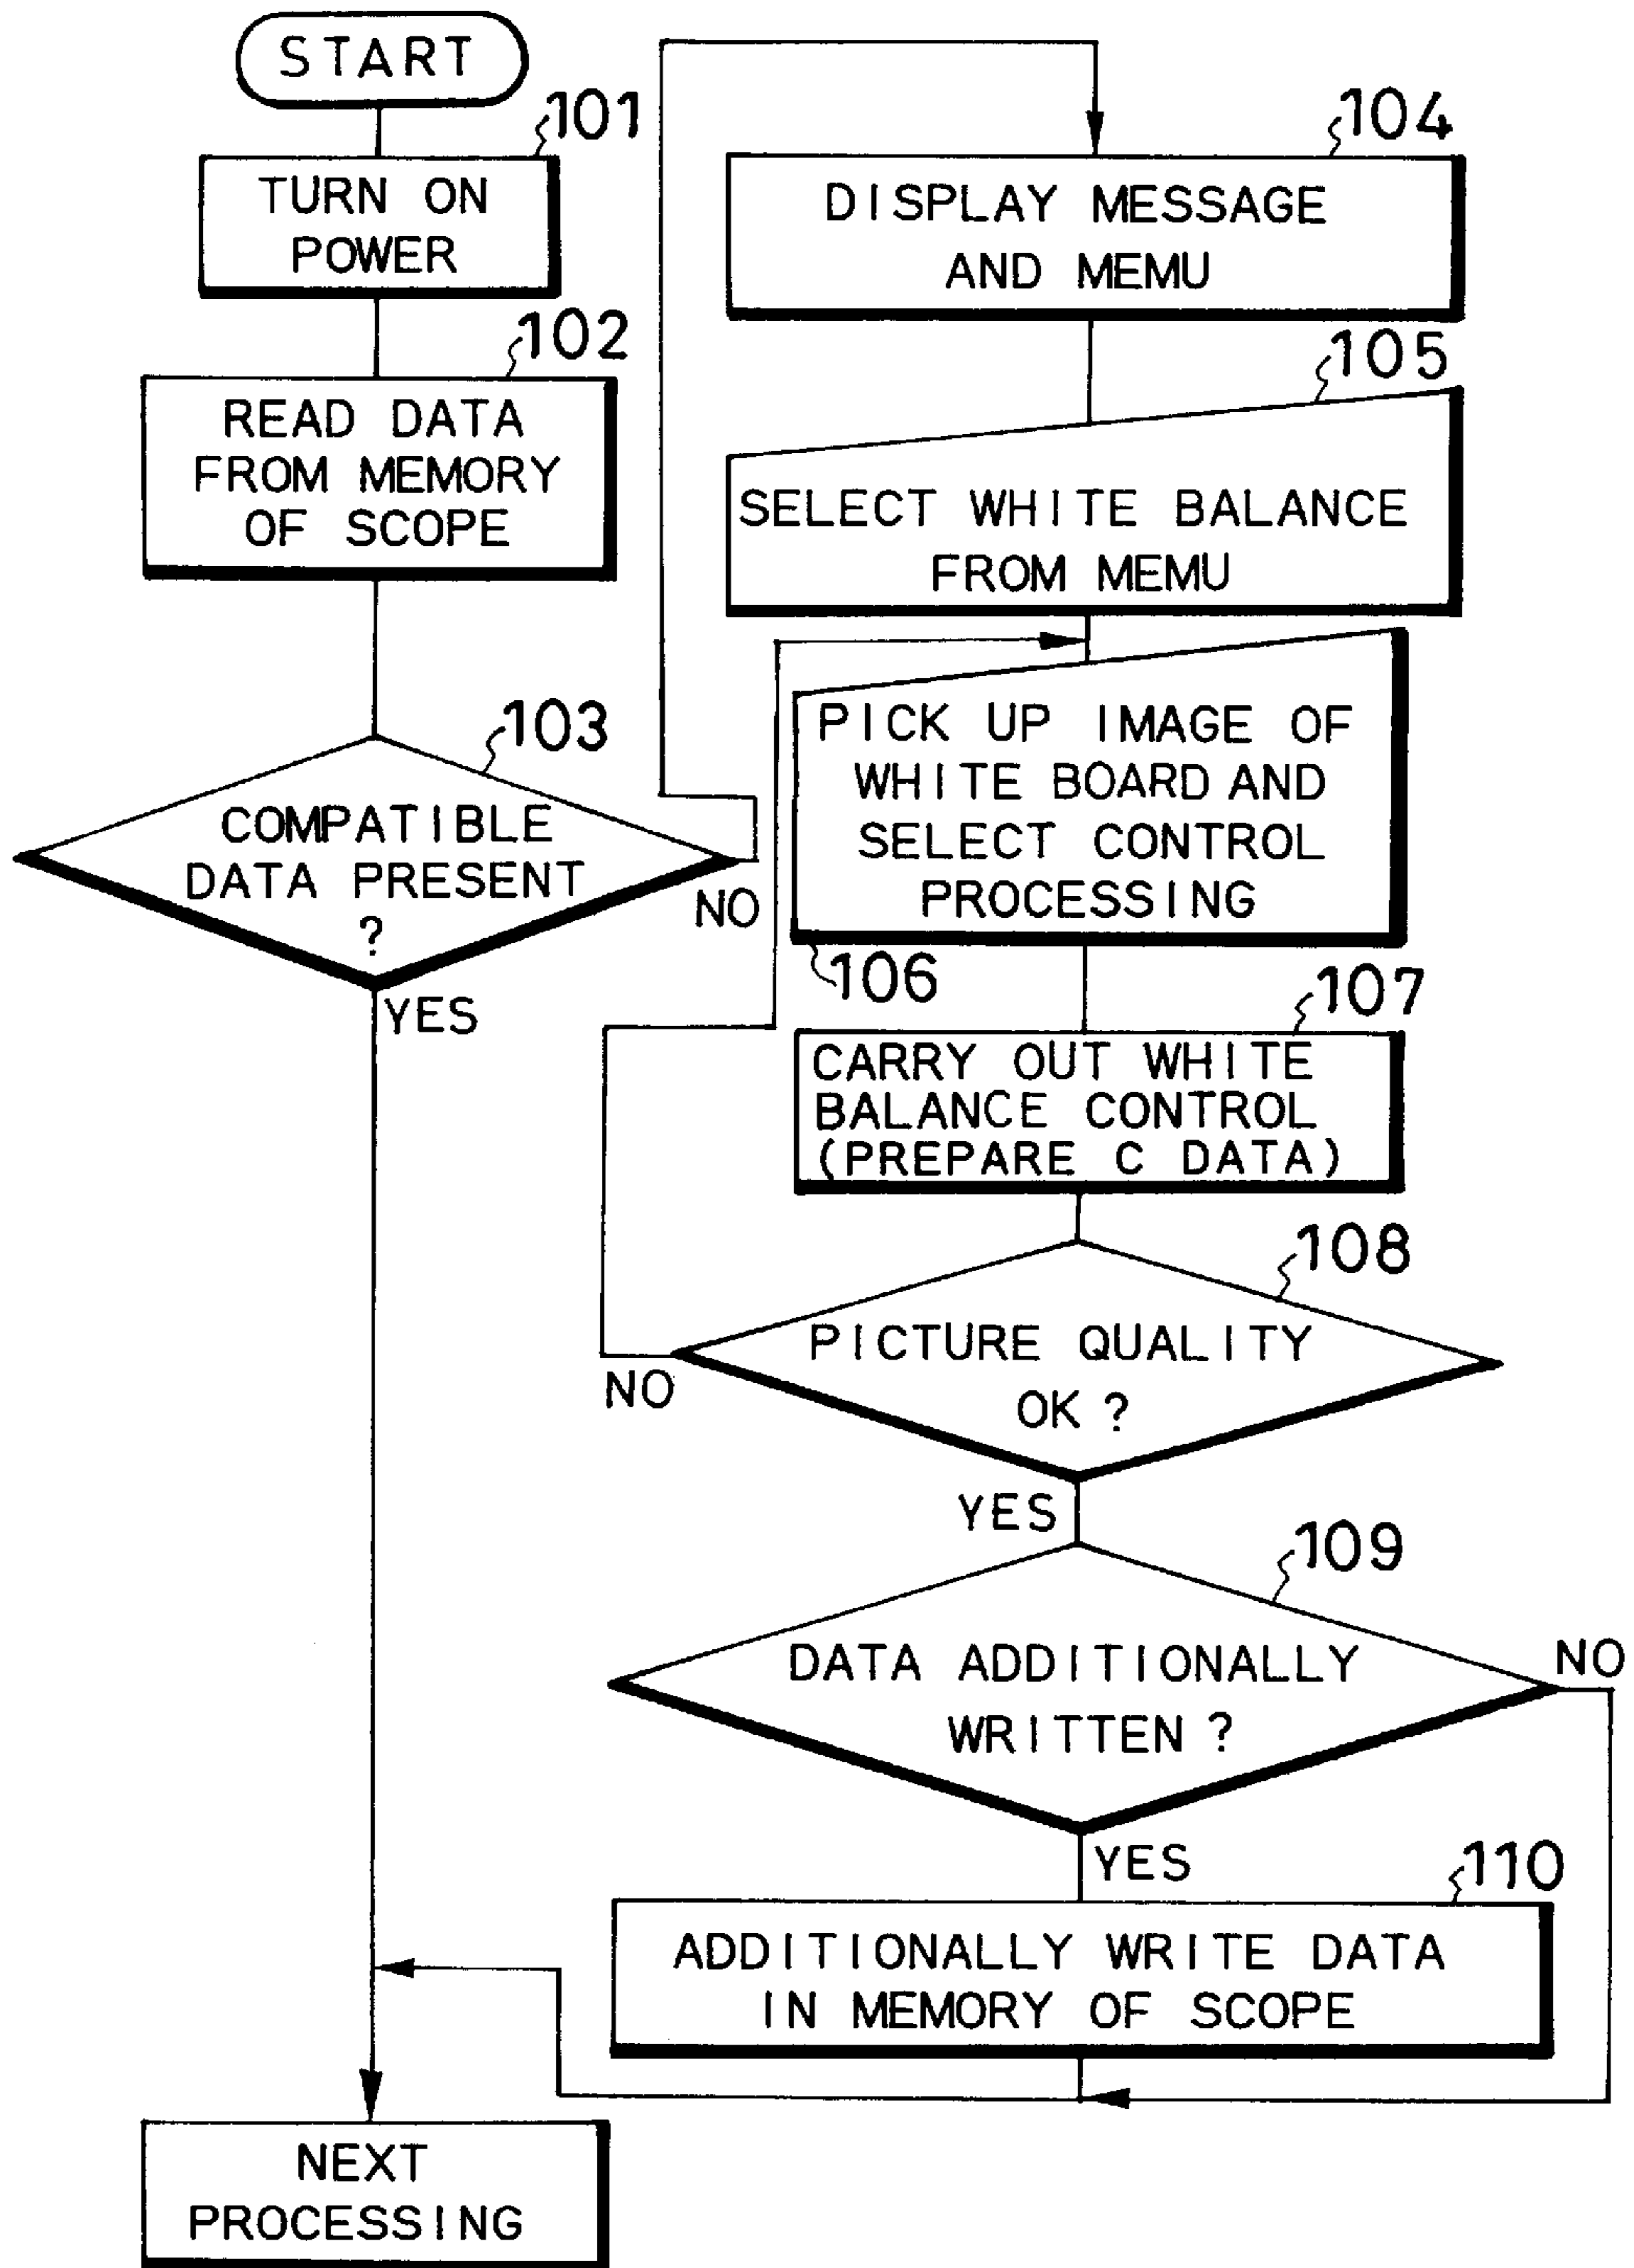 START
101
TURN ON
POWER
102
READ DATA
FROM MEMORY
OF SCOPE
103
COMPATIBLE
DATA PRESENT
?
NO
YES
104
DISPLAY MESSAGE
AND MEMU
105
SELECT WHITE BALANCE
FROM MEMU
PICK UP IMAGE OF
WHITE BOARD AND
SELECT CONTROL
PROCESSING
106
107
CARRY OUT WHITE
BALANCE CONTROL
(PREPARE C DATA)
108
PICTURE QUALITY
OK ?
NO
YES
109
DATA ADDITIONALLY
WRITTEN ?
NO
YES
110
ADDITIONALLY WRITE DATA
IN MEMORY OF SCOPE
NEXT
PROCESSING